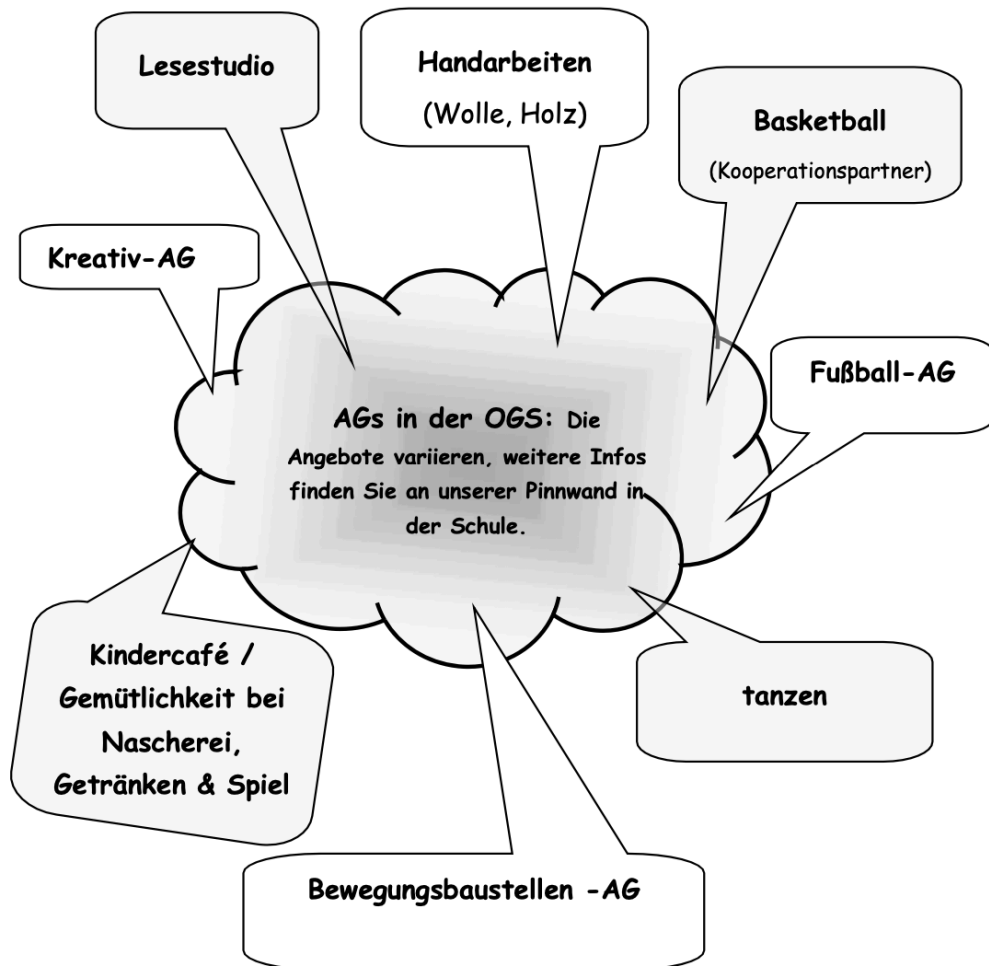 Lesestudio
Handarbeiten
(Wolle, Holz)
Basketball
(Kooperationspartner)
Kreativ-AG
Fußball-AG
AGs in der OGS: Die
Angebote variieren, weitere Infos
finden Sie an unserer Pinnwand in
der Schule.
Kindercafé /
Gemütlichkeit bei
Nascherei,
Getränken & Spiel
tanzen
Bewegungsbaustellen -AG